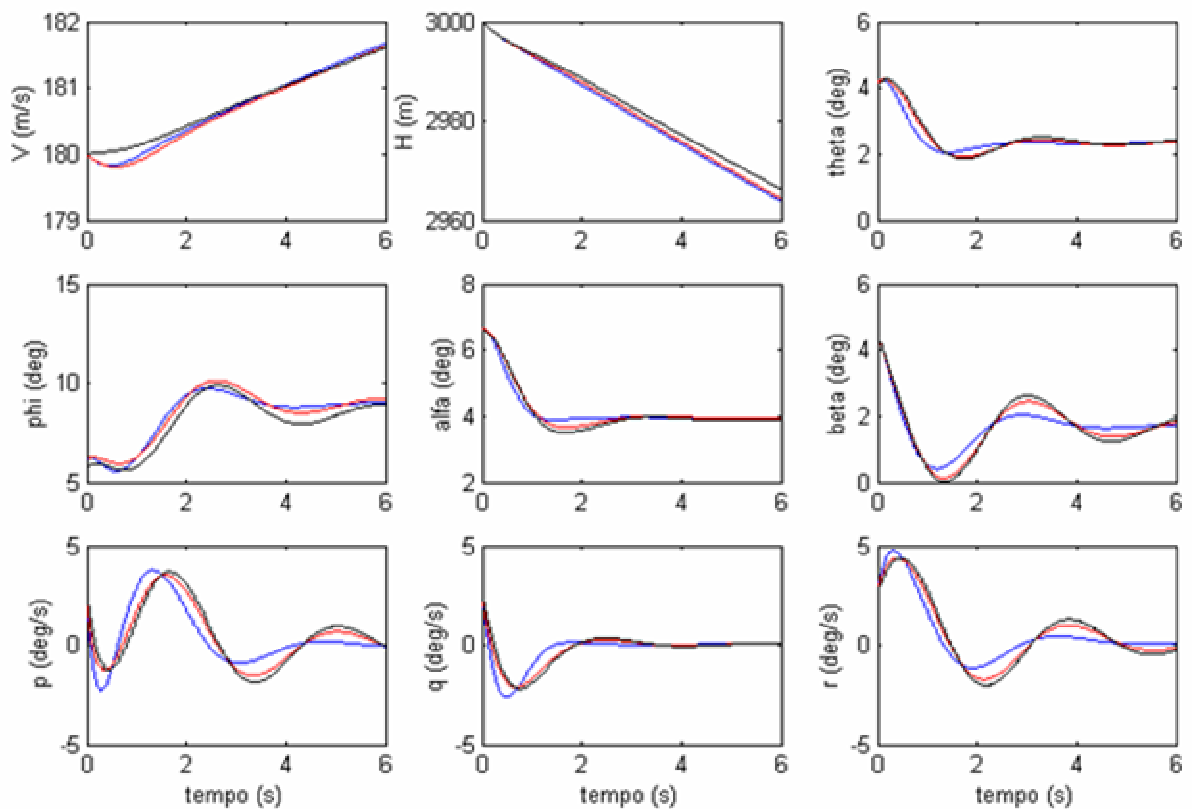 182
181
180
179
V (m/s)
0 2 4 6
3000
2980
2960
H (m)
0 2 4 6
6
4
2
0
theta (deg)
0 2 4 6
15
10
5
phi (deg)
0 2 4 6
8
6
4
2
alfa (deg)
0 2 4 6
6
4
2
0
beta (deg)
0 2 4 6
5
0
-5
p (deg/s)
0 2 4 6
tempo (s)
5
0
-5
q (deg/s)
0 2 4 6
tempo (s)
5
0
-5
r (deg/s)
0 2 4 6
tempo (s)